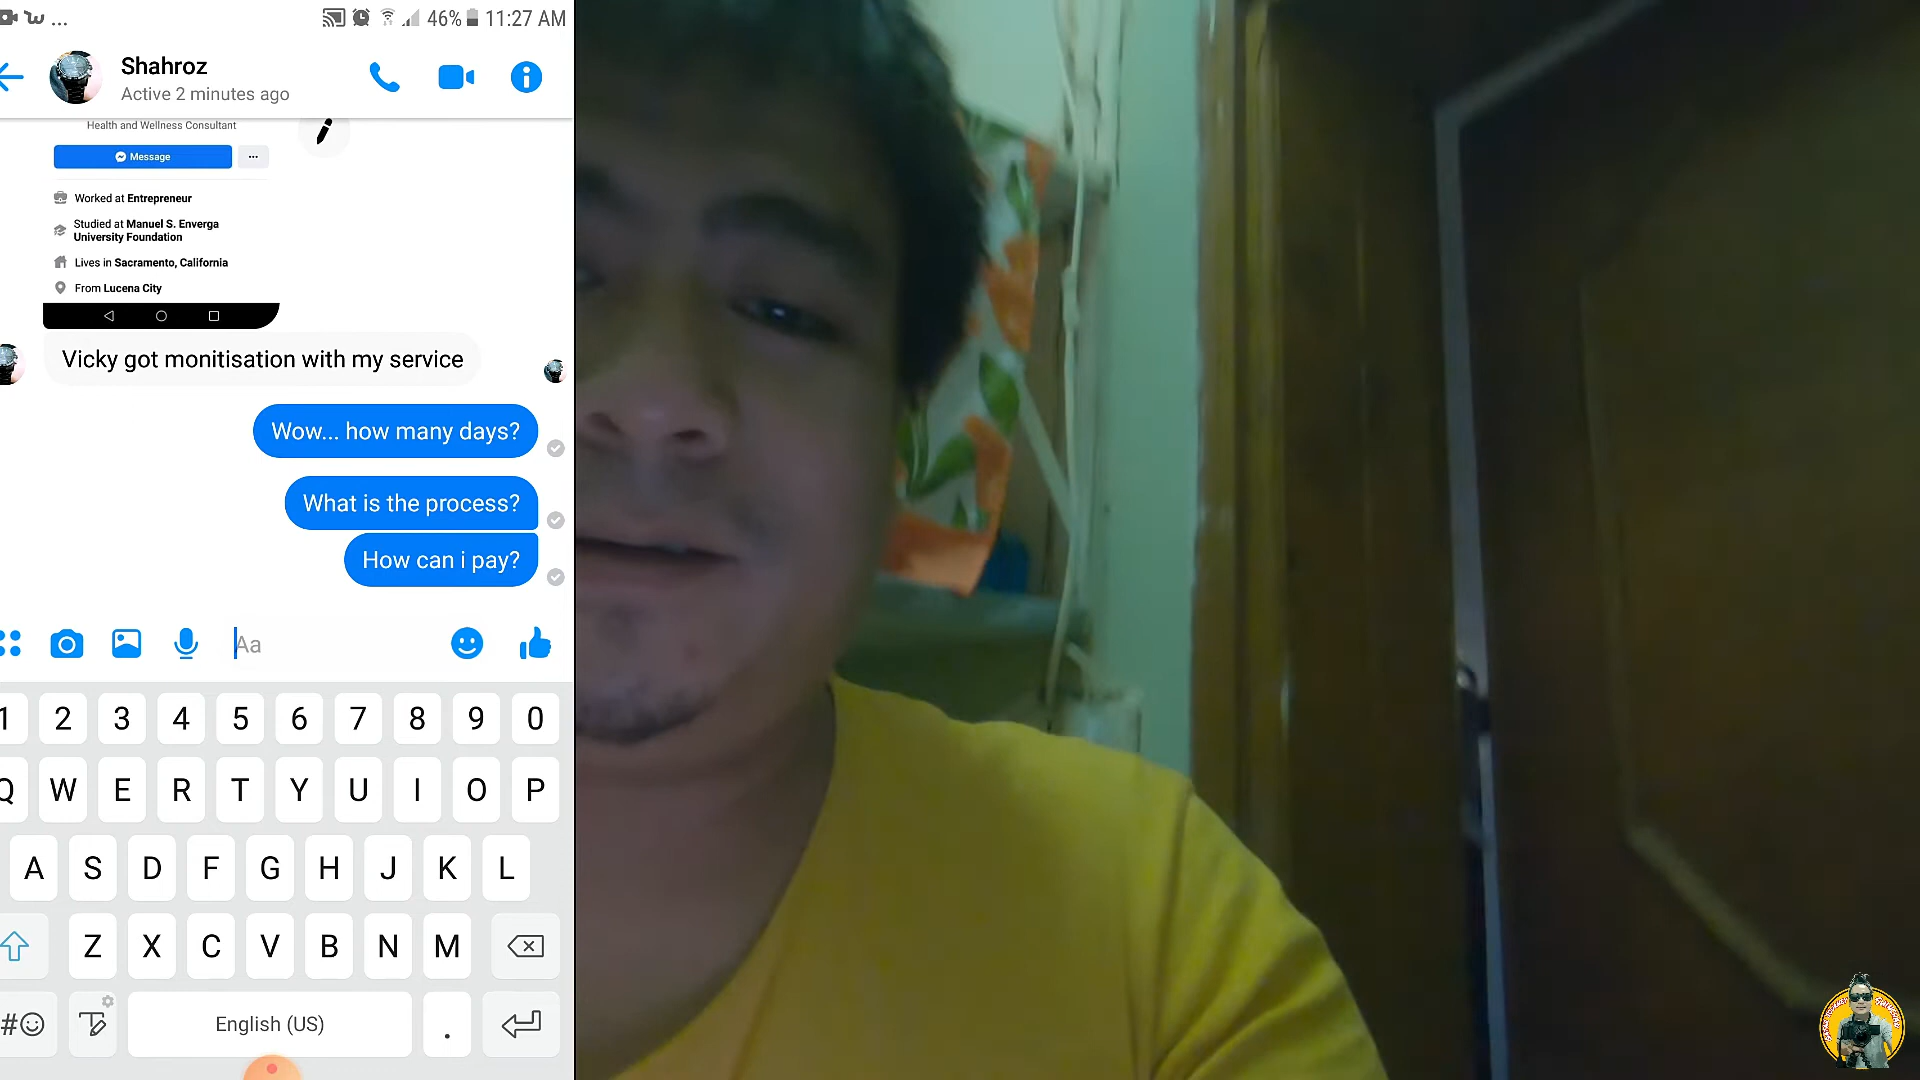 ... 46% 11:27 AM
Shahroz
Active 2 minutes ago
Health and Wellness Consultant
Message
...
Worked at Entrepreneur
Studied at Manuel S. Enverga
University Foundation
Lives in Sacramento, California
From Lucena City
Vicky got monitisation with my service
Wow... how many days?
What is the process?
How can i pay?
Aa
1 2 3 4 5 6 7 8 9 0
Q W E R T Y U I O P
A S D F G H J K L
Z X C V B N M
#
T
English (US)
.